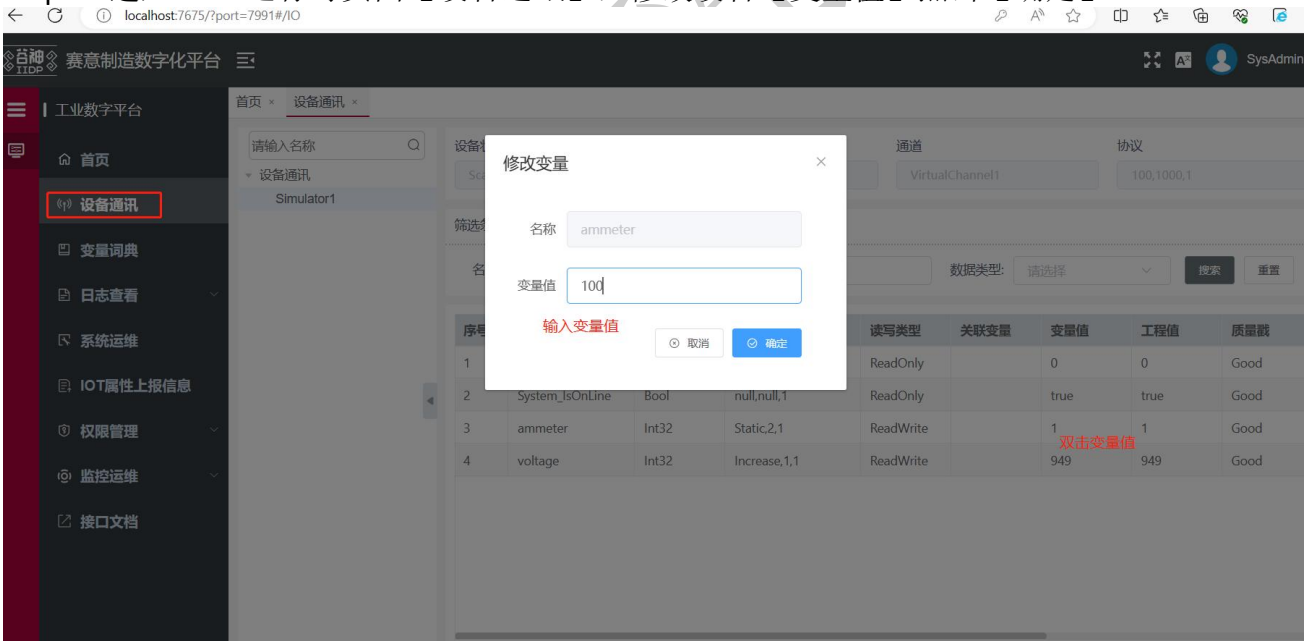 localhost:7675/?port=7991#/IO
谷神 IIDP 赛意制造数字化平台
SysAdmin
工业数字平台
首页 × 设备通讯 ×
首页
设备通讯
变量词典
日志查看
系统运维
IOT属性上报信息
权限管理
监控运维
接口文档
请输入名称
设备通讯
Simulator1
通道 协议
VirtualChannel1 100,1000,1
数据类型: 请选择 搜索 重置
修改变量 ×
名称 ammeter
变量值 100
输入变量值
取消 确定
序号 读写类型 关联变量 变量值 工程值 质量戳
1 ReadOnly 0 0 Good
2 System_IsOnLine Bool null,null,1 ReadOnly true true Good
3 ammeter Int32 Static,2,1 ReadWrite 1 1 Good
双击变量值
4 voltage Int32 Increase,1,1 ReadWrite 949 949 Good